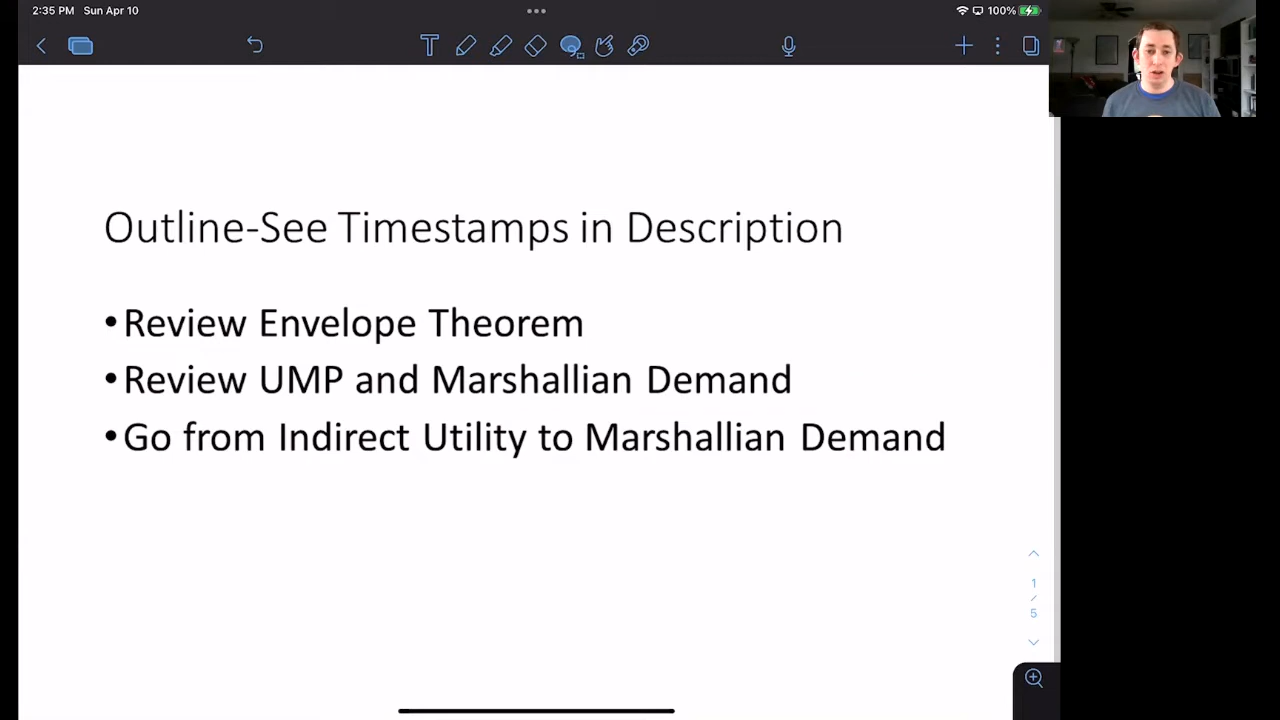 2:35 PM Sun Apr 10
100%
Outline-See Timestamps in Description
•Review Envelope Theorem
•Review UMP and Marshallian Demand
•Go from Indirect Utility to Marshallian Demand
1
/
5